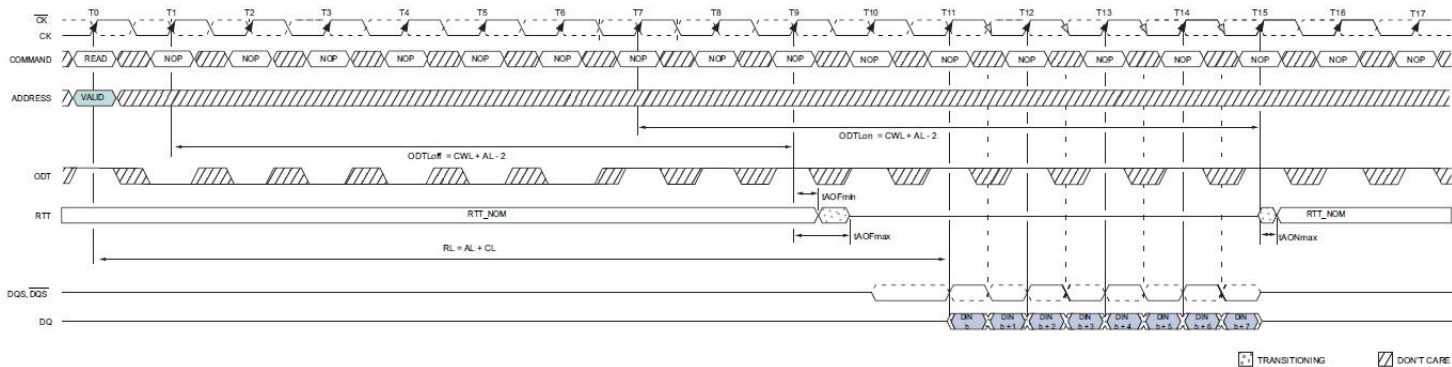 T0 T1 T2 T3 T4 T5 T6 T7 T8 T9 T10 T11 T12 T13 T14 T15 T16 T17
CK
CK
COMMAND READ NOP NOP NOP NOP NOP NOP NOP NOP NOP NOP NOP NOP NOP NOP NOP NOP NOP
ADDRESS VALID
ODTLon = CWL + AL - 2
ODTLoff = CWL + AL - 2
ODT
tAOFmin
RTT RTT_NOM RTT_NOM
tAOFmax tAONmax
RL = AL + CL
DQS, DQS
DQ DIN b DIN b + 1 DIN b + 2 DIN b + 3 DIN b + 4 DIN b + 5 DIN b + 6 DIN b + 7
TRANSITIONING DON'T CARE